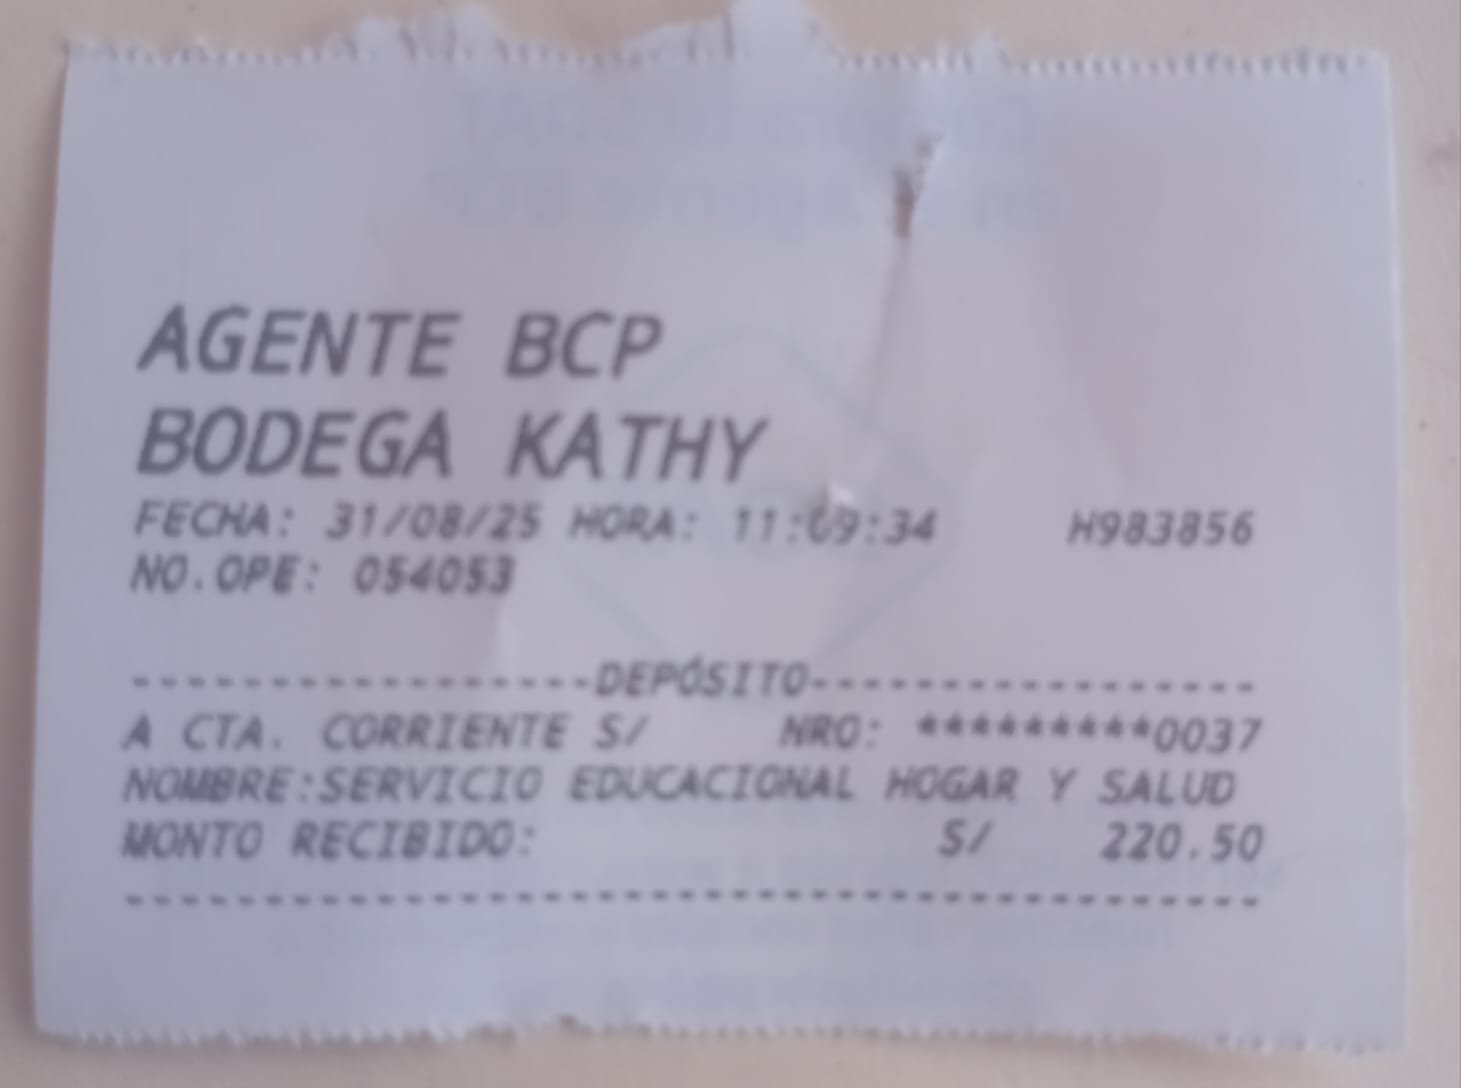 AGENTE BCP
BODEGA KATHY
FECHA: 31/08/25 HORA: 11:09:34 H983856
NO.OPE: 054053
------------------DEPÓSITO-----------------
A CTA. CORRIENTE S/ NRO: *********0037
NOMBRE:SERVICIO EDUCACIONAL HOGAR Y SALUD
MONTO RECIBIDO: S/ 220.50
-----------------------------------------